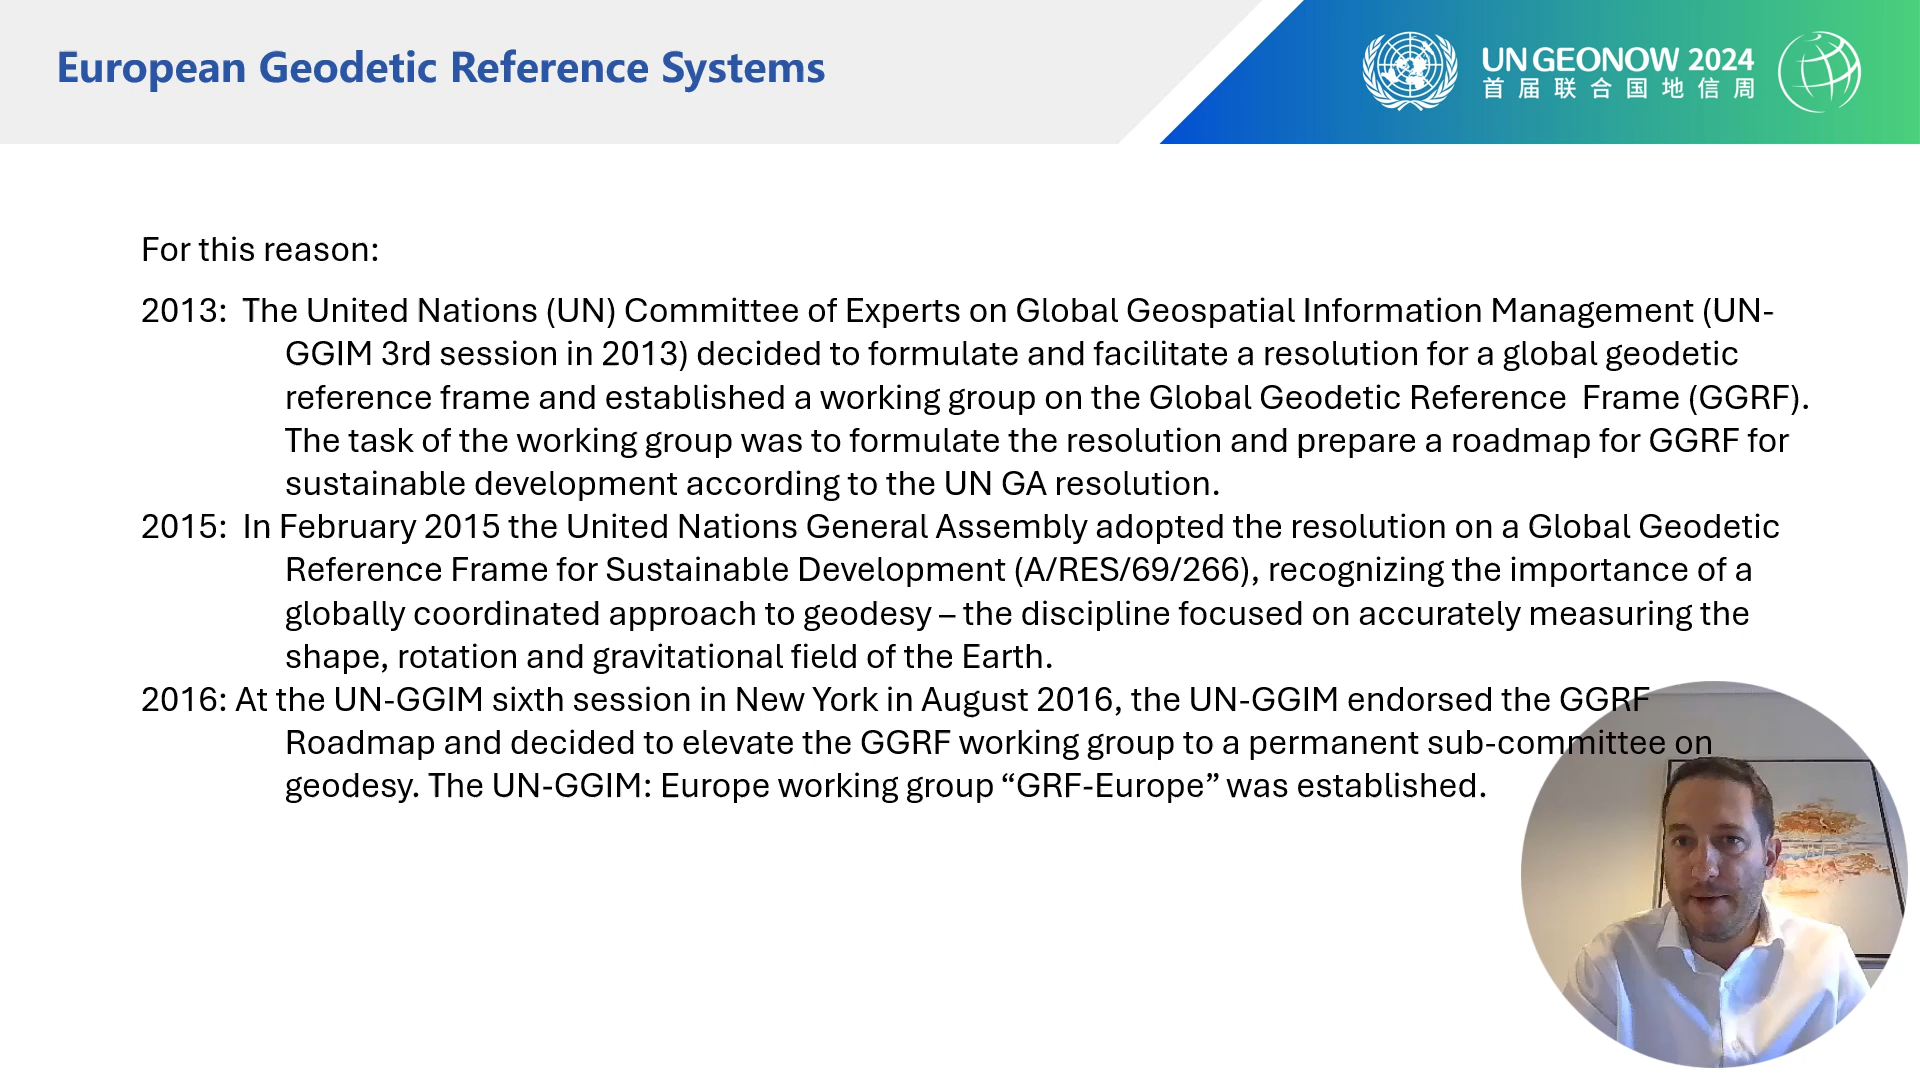 European Geodetic Reference Systems
UN GEONOW 2024
首届联合国地信周
For this reason:
2013:  The United Nations (UN) Committee of Experts on Global Geospatial Information Management (UN-
GGIM 3rd session in 2013) decided to formulate and facilitate a resolution for a global geodetic
reference frame and established a working group on the Global Geodetic Reference  Frame (GGRF).
The task of the working group was to formulate the resolution and prepare a roadmap for GGRF for
sustainable development according to the UN GA resolution.
2015:  In February 2015 the United Nations General Assembly adopted the resolution on a Global Geodetic
Reference Frame for Sustainable Development (A/RES/69/266), recognizing the importance of a
globally coordinated approach to geodesy – the discipline focused on accurately measuring the
shape, rotation and gravitational field of the Earth.
2016: At the UN-GGIM sixth session in New York in August 2016, the UN-GGIM endorsed the GGRF
Roadmap and decided to elevate the GGRF working group to a permanent sub-committee on
geodesy. The UN-GGIM: Europe working group “GRF-Europe” was established.